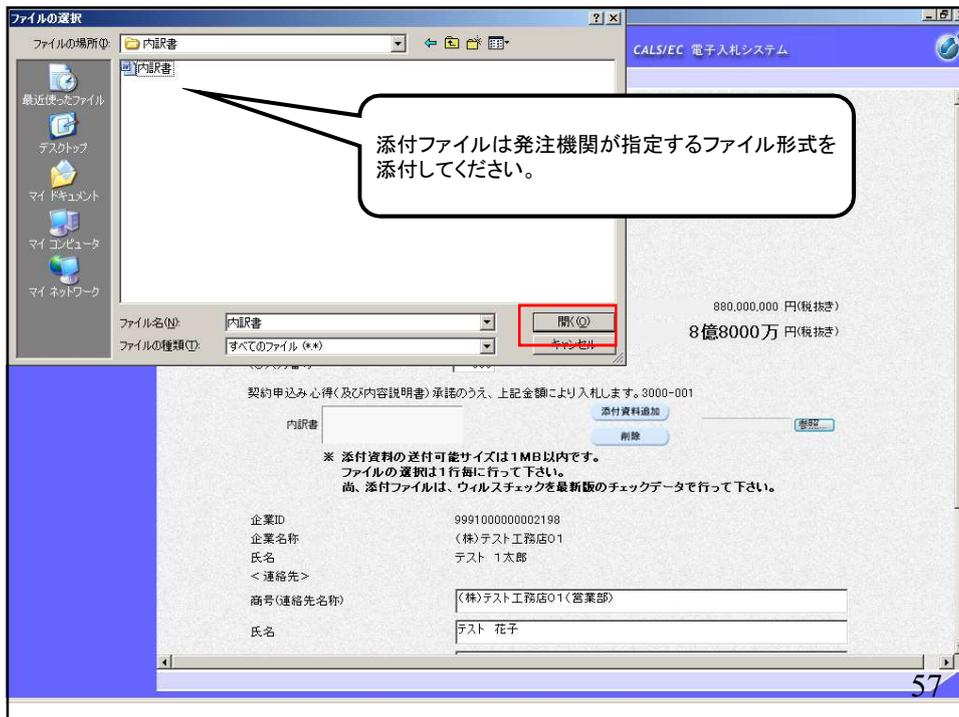 ファイルの選択
ファイルの場所(I):
内訳書
CALS/EC 電子入札システム
内訳書
最近使ったファイル
デスクトップ
マイ ドキュメント
マイ コンピュータ
マイ ネットワーク
添付ファイルは発注機関が指定するファイル形式を
添付してください。
ファイル名(N):
内訳書
開く(O)
ファイルの種類(T):
すべてのファイル (*.*)
キャンセル
880,000,000 円(税抜き)
8億8000万 円(税抜き)
契約申込み心得(及び内容説明書)承諾のうえ、上記金額により入札します。3000-001
内訳書
添付資料追加
参照...
削除
※ 添付資料の送付可能サイズは1MB以内です。
ファイルの選択は1行毎に行って下さい。
尚、添付ファイルは、ウィルスチェックを最新版のチェックデータで行って下さい。
企業ID 9991000000002198
企業名称 (株)テスト工務店01
氏名 テスト 1太郎
<連絡先>
商号(連絡先名称) (株)テスト工務店01(営業部)
氏名 テスト 花子
57